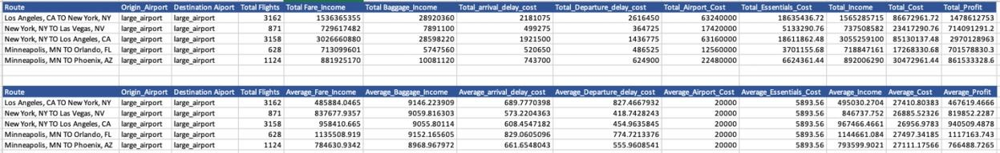 Route Origin_Airport Destination Aiport Total Flights Total Fare_Income Total_Baggage_Income Total_arrival_delay_cost Total_Departure_delay_cost Total_Airport_Cost Total_Essentials_Cost Total_Income Total_Cost Total_Profit
Los Angeles, CA TO New York, NY large_airport large_airport 3162 1536365355 28920360 2181075 2616450 63240000 18635436.72 1565285715 86672961.72 1478612753
New York, NY TO Las Vegas, NV large_airport large_airport 871 729617482 7891100 499275 364725 17420000 5133290.76 737508582 23417290.76 714091291.2
New York, NY TO Los Angeles, CA large_airport large_airport 3158 3026660880 28598220 1921500 1436775 63160000 18611862.48 3055259100 85130137.48 2970128963
Minneapolis, MN TO Orlando, FL large_airport large_airport 628 713099601 5747560 520650 486525 12560000 3701155.68 718847161 17268330.68 701578830.3
Minneapolis, MN TO Phoenix, AZ large_airport large_airport 1124 881925170 10081120 743700 624900 22480000 6624361.44 892006290 30472961.44 861533328.6
Route Origin_Airport Destination Aiport Total Flights Average_Fare_Income Average_Baggage_Income Average_arrival_delay_cost Average_Departure_delay_cost Average_Airport_Cost Average_Essentials_Cost Average_Income Average_Cost Average_Profit
Los Angeles, CA TO New York, NY large_airport large_airport 3162 485884.0465 9146.223909 689.7770398 827.4667932 20000 5893.56 495030.2704 27410.80383 467619.4666
New York, NY TO Las Vegas, NV large_airport large_airport 871 837677.9357 9059.816303 573.2204363 418.7428243 20000 5893.56 846737.752 26885.52326 819852.2287
New York, NY TO Los Angeles, CA large_airport large_airport 3158 958410.665 9055.80114 608.4547182 454.9635845 20000 5893.56 967466.4661 26956.9783 940509.4878
Minneapolis, MN TO Orlando, FL large_airport large_airport 628 1135508.919 9152.165605 829.0605096 774.7213376 20000 5893.56 1144661.084 27497.34185 1117163.743
Minneapolis, MN TO Phoenix, AZ large_airport large_airport 1124 784630.9342 8968.967972 661.6548043 555.9608541 20000 5893.56 793599.9021 27111.17566 766488.7265